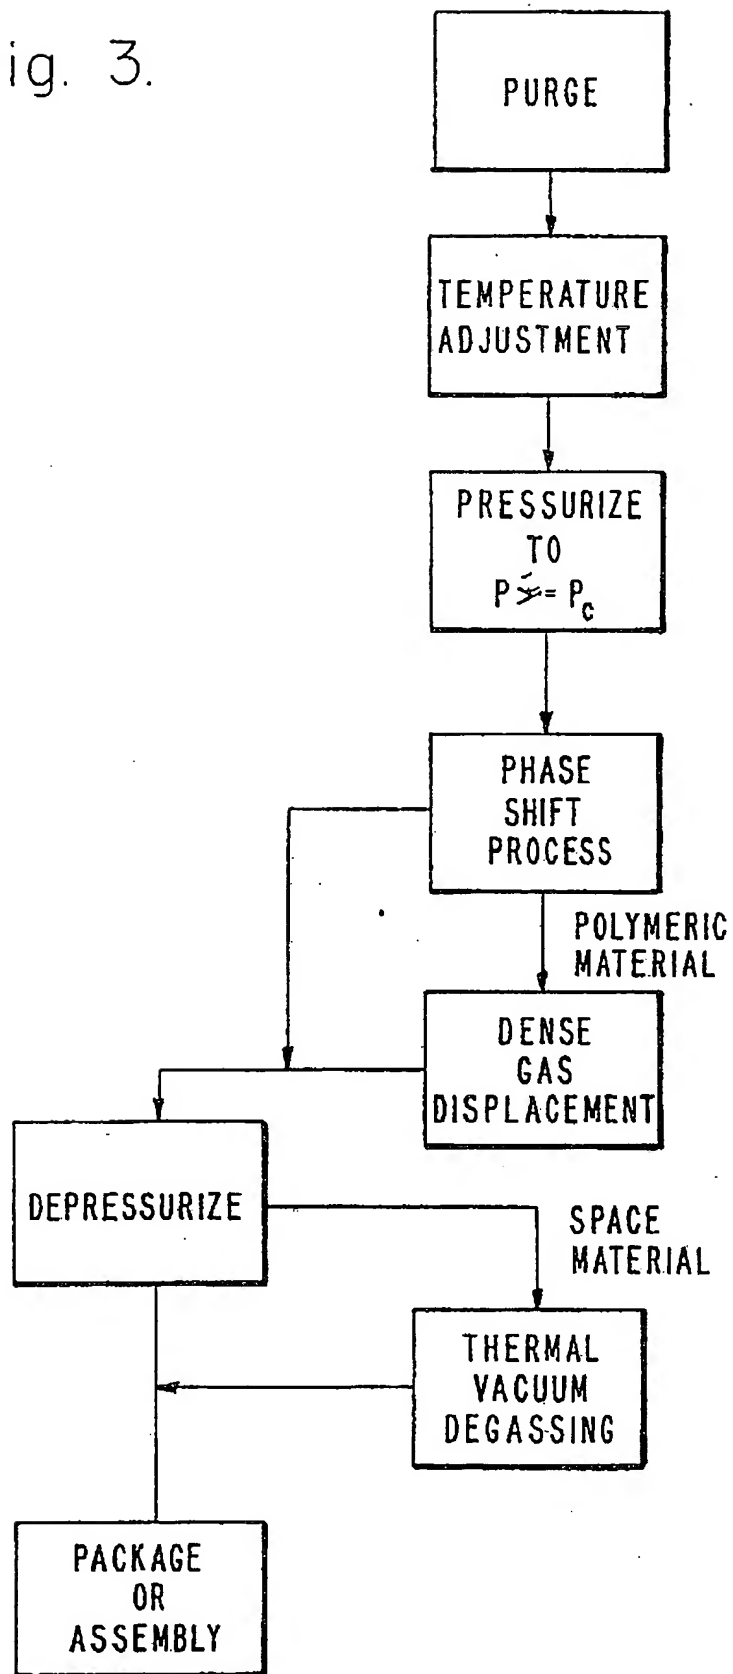 ig. 3.
PURGE
TEMPERATURE
ADJUSTMENT
PRESSURIZE
TO
P >= Pc
PHASE
SHIFT
PROCESS
POLYMERIC
MATERIAL
DENSE
GAS
DISPLACEMENT
DEPRESSURIZE
SPACE
MATERIAL
THERMAL
VACUUM
DEGASSING
PACKAGE
OR
ASSEMBLY